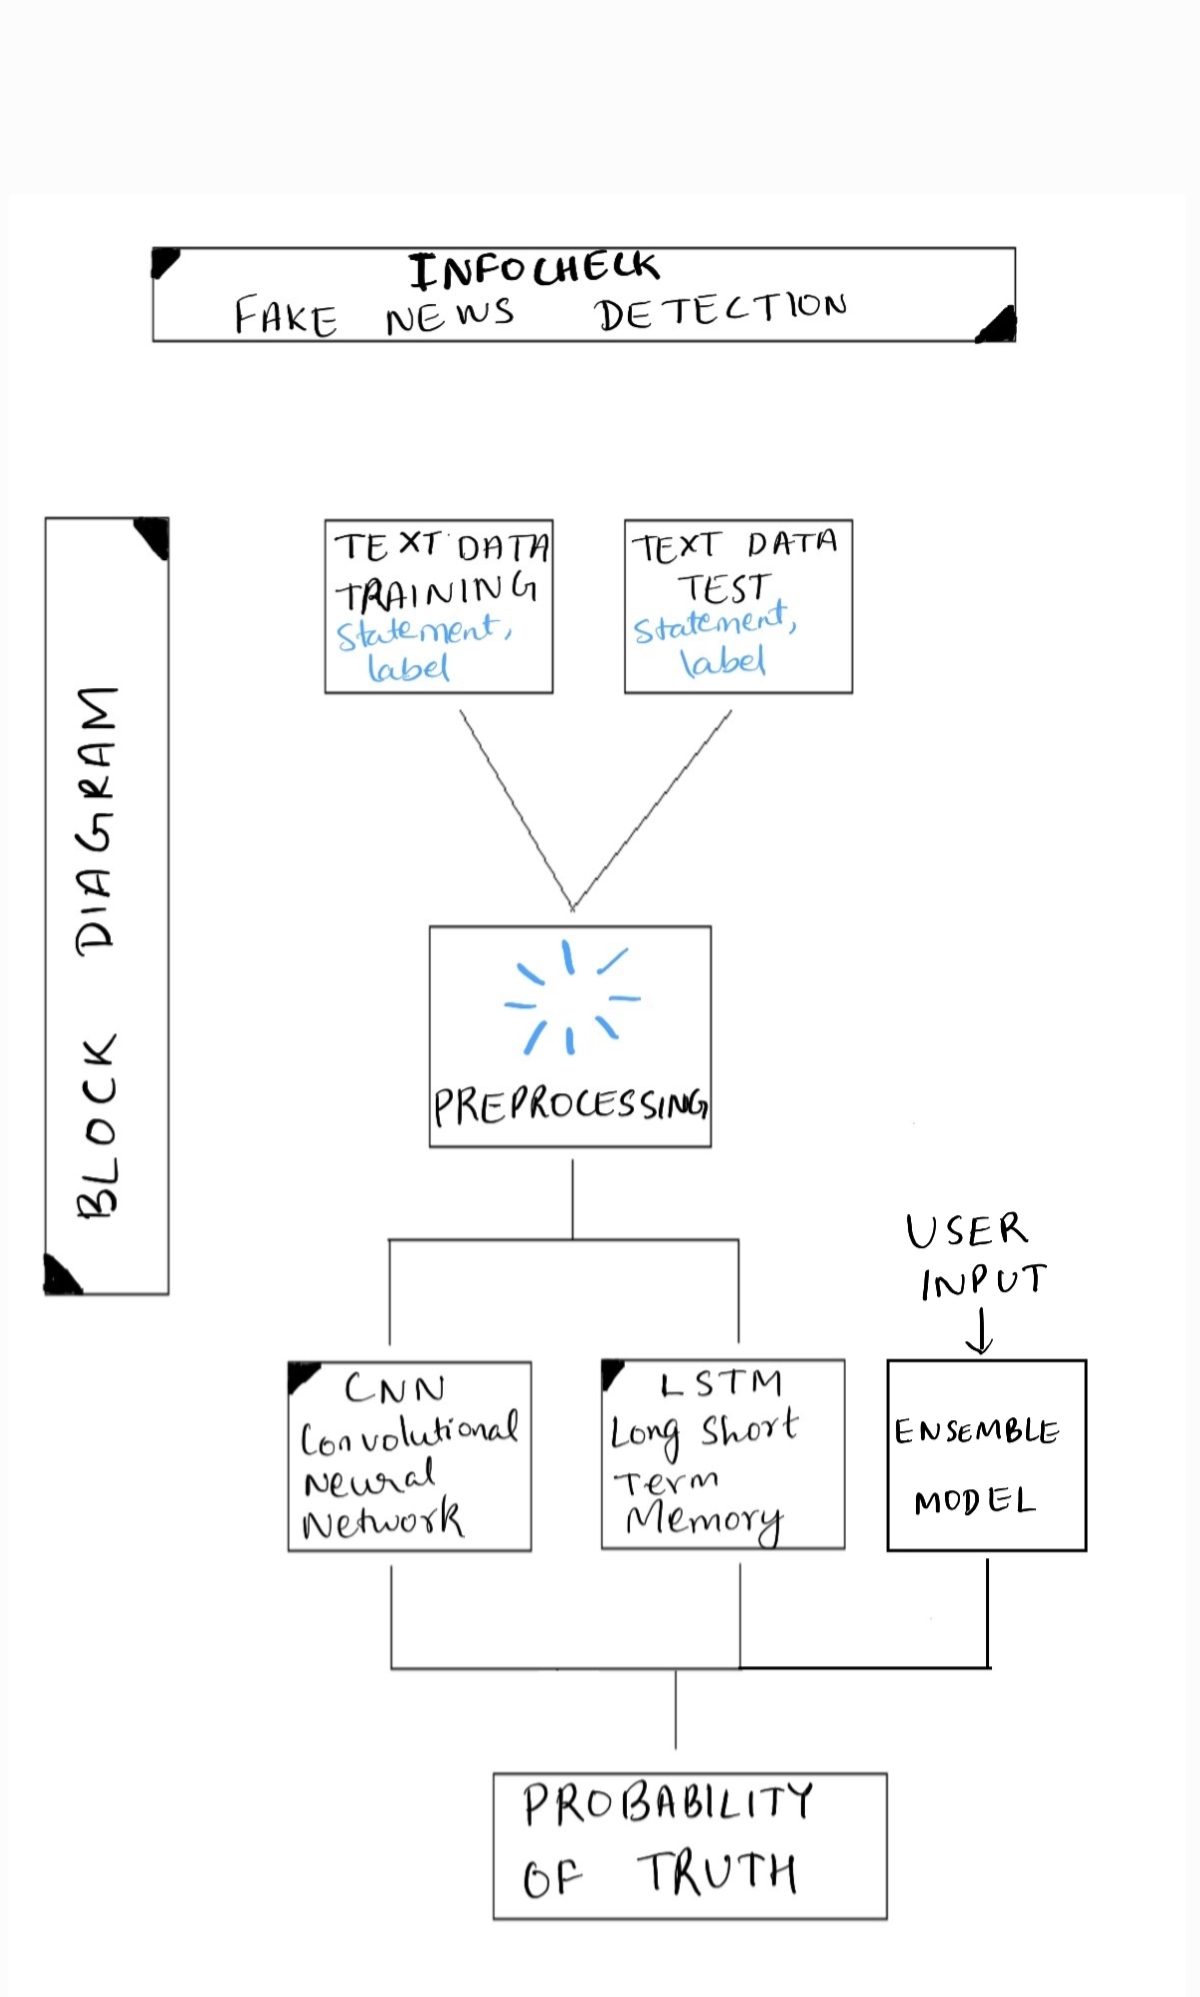 INFOCHECK
FAKE NEWS DETECTION
BLOCK DIAGRAM
TEXT DATA
TRAINING
Statement,
label
TEXT DATA
TEST
Statement,
label
PREPROCESSING
USER
INPUT
CNN
Convolutional
Neural
Network
LSTM
Long Short
Term
Memory
ENSEMBLE
MODEL
PROBABILITY
OF TRUTH